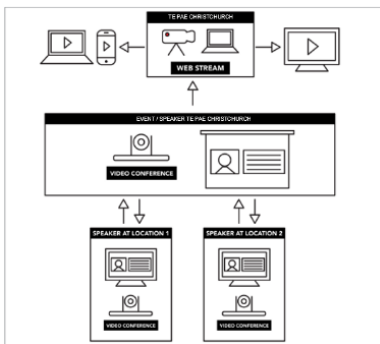 TE PAE CHRISTCHURCH
WEB STREAM
EVENT / SPEAKER TE PAE CHRISTCHURCH
VIDEO CONFERENCE
SPEAKER AT LOCATION 1
SPEAKER AT LOCATION 2
VIDEO CONFERENCE
VIDEO CONFERENCE